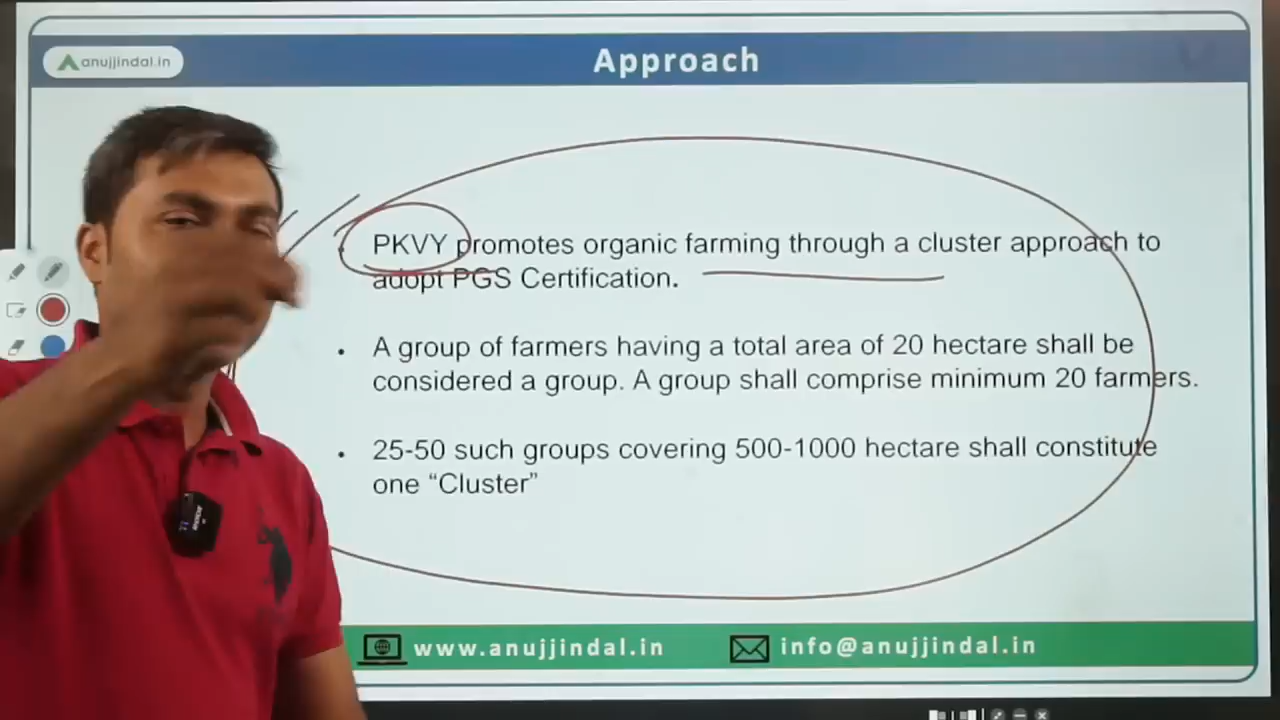 anujjindal.in
Approach
PKVY promotes organic farming through a cluster approach to
adopt PGS Certification.
A group of farmers having a total area of 20 hectare shall be
considered a group. A group shall comprise minimum 20 farmers.
25-50 such groups covering 500-1000 hectare shall constitute
one “Cluster”
www.anujjindal.in
info@anujjindal.in